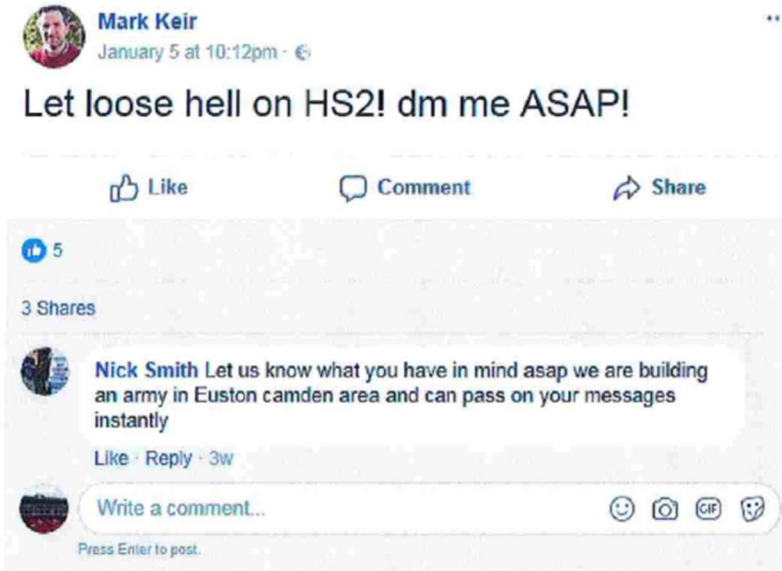 Mark Keir
January 5 at 10:12pm ·
Let loose hell on HS2! dm me ASAP!
Like
Comment
Share
5
3 Shares
Nick Smith Let us know what you have in mind asap we are building
an army in Euston camden area and can pass on your messages
instantly
Like · Reply · 3w
Write a comment...
GIF
Press Enter to post.